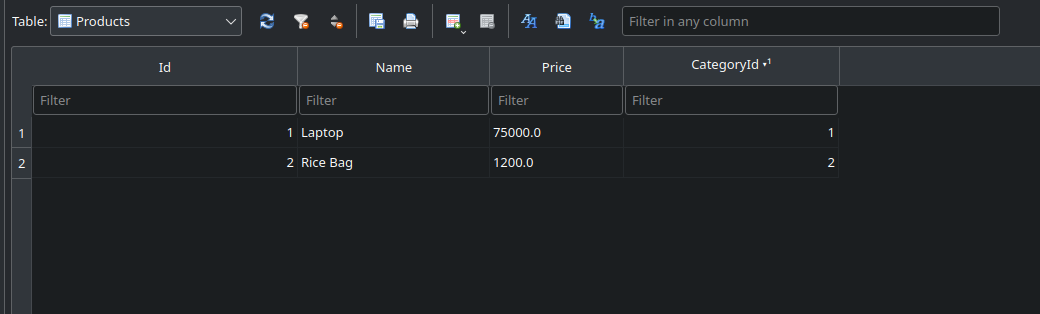 Table: Products Filter in any column
Id Name Price CategoryId ▾1
Filter Filter Filter Filter
1 1 Laptop 75000.0 1
2 2 Rice Bag 1200.0 2